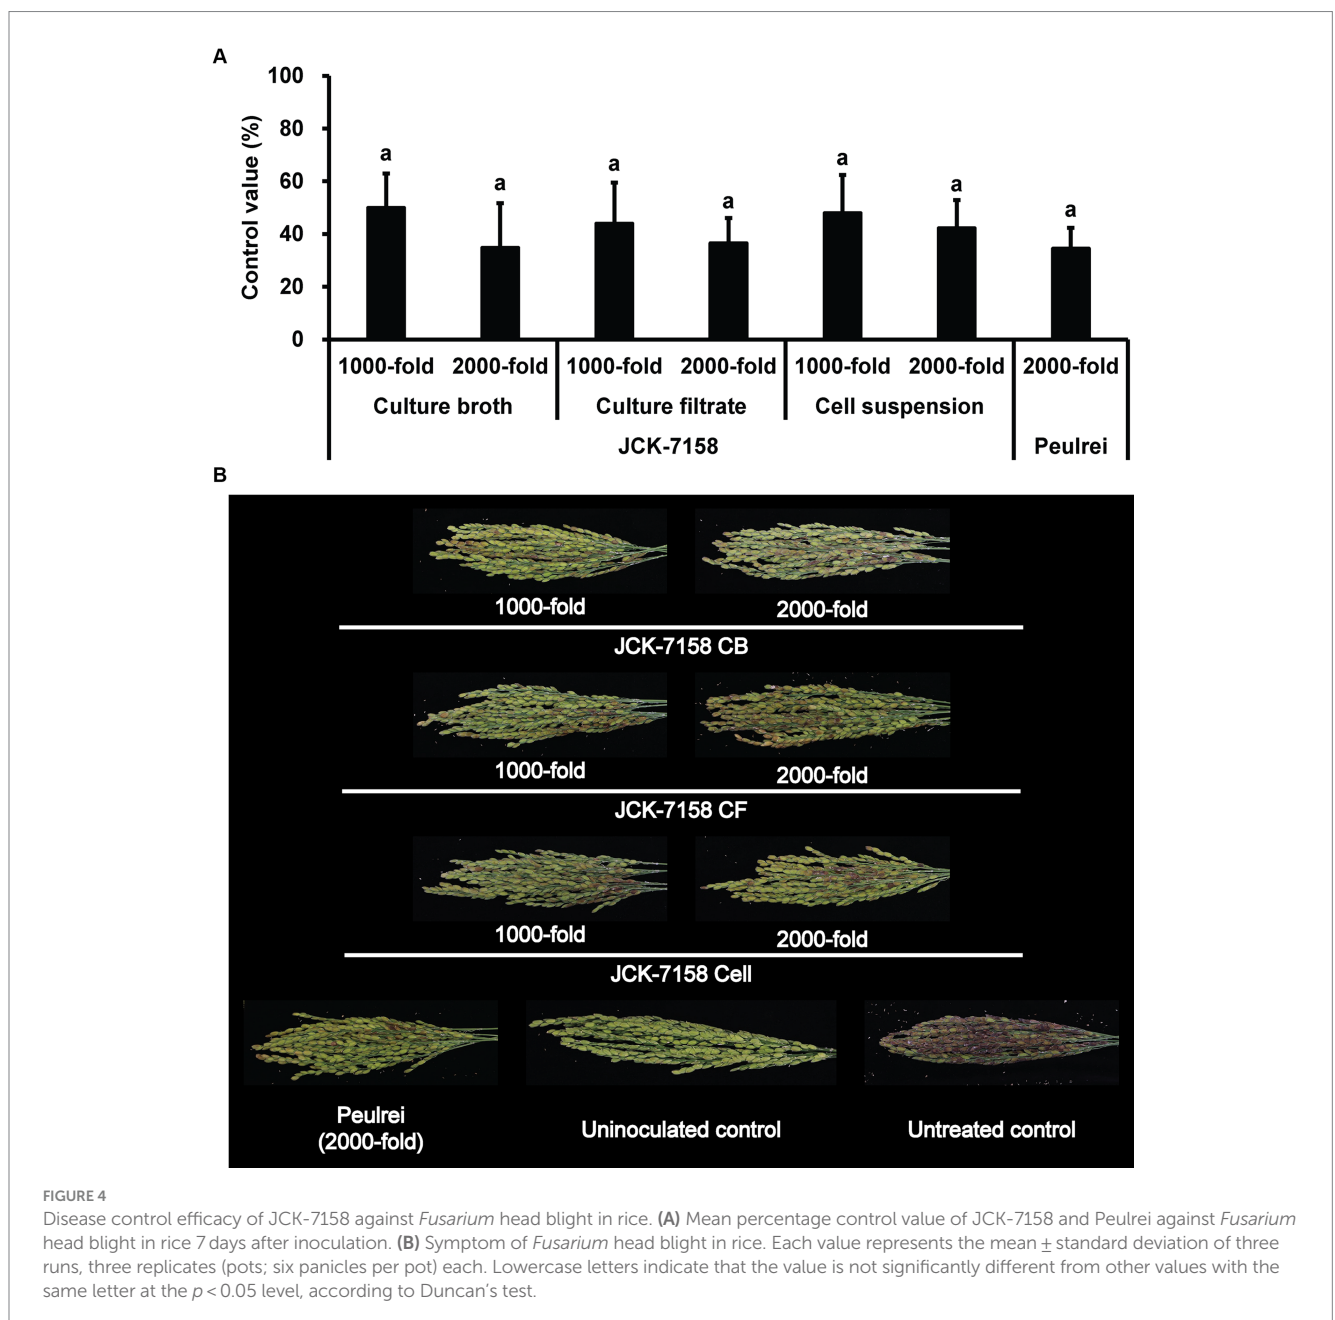 A
100
80
60
40
20
0
Control value (%)
a
a
a
a
a
a
a
1000-fold 2000-fold 1000-fold 2000-fold 1000-fold 2000-fold 2000-fold
Culture broth Culture filtrate Cell suspension
JCK-7158 Peulrei
B
1000-fold 2000-fold
JCK-7158 CB
1000-fold 2000-fold
JCK-7158 CF
1000-fold 2000-fold
JCK-7158 Cell
Peulrei
(2000-fold)
Uninoculated control
Untreated control
FIGURE 4
Disease control efficacy of JCK-7158 against Fusarium head blight in rice. (A) Mean percentage control value of JCK-7158 and Peulrei against Fusarium
head blight in rice 7 days after inoculation. (B) Symptom of Fusarium head blight in rice. Each value represents the mean ± standard deviation of three
runs, three replicates (pots; six panicles per pot) each. Lowercase letters indicate that the value is not significantly different from other values with the
same letter at the p < 0.05 level, according to Duncan’s test.